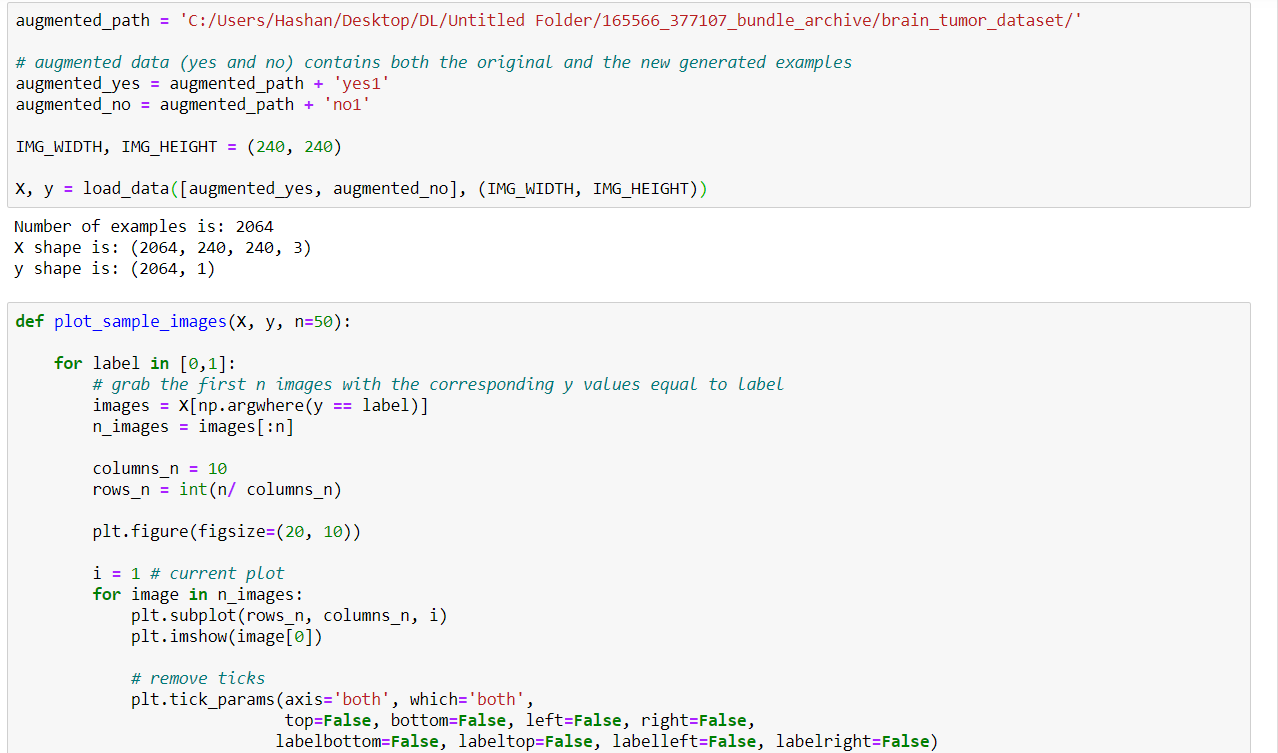 augmented_path = 'C:/Users/Hashan/Desktop/DL/Untitled Folder/165566_377107_bundle_archive/brain_tumor_dataset/'

# augmented data (yes and no) contains both the original and the new generated examples
augmented_yes = augmented_path + 'yes1'
augmented_no = augmented_path + 'no1'

IMG_WIDTH, IMG_HEIGHT = (240, 240)

X, y = load_data([augmented_yes, augmented_no], (IMG_WIDTH, IMG_HEIGHT))
Number of examples is: 2064
X shape is: (2064, 240, 240, 3)
y shape is: (2064, 1)

def plot_sample_images(X, y, n=50):

    for label in [0,1]:
        # grab the first n images with the corresponding y values equal to label
        images = X[np.argwhere(y == label)]
        n_images = images[:n]

        columns_n = 10
        rows_n = int(n/ columns_n)

        plt.figure(figsize=(20, 10))

        i = 1 # current plot
        for image in n_images:
            plt.subplot(rows_n, columns_n, i)
            plt.imshow(image[0])

            # remove ticks
            plt.tick_params(axis='both', which='both',
                            top=False, bottom=False, left=False, right=False,
                           labelbottom=False, labeltop=False, labelleft=False, labelright=False)